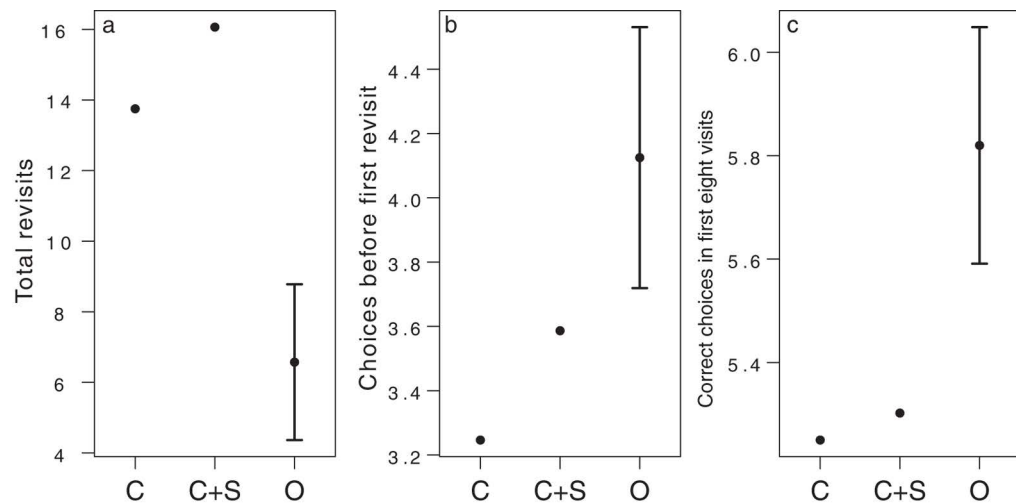 a
Total revisits
16
14
12
10
8
6
4
C C+S O
b
Choices before first revisit
4.4
4.2
4.0
3.8
3.6
3.4
3.2
C C+S O
c
Correct choices in first eight visits
6.0
5.8
5.6
5.4
C C+S O